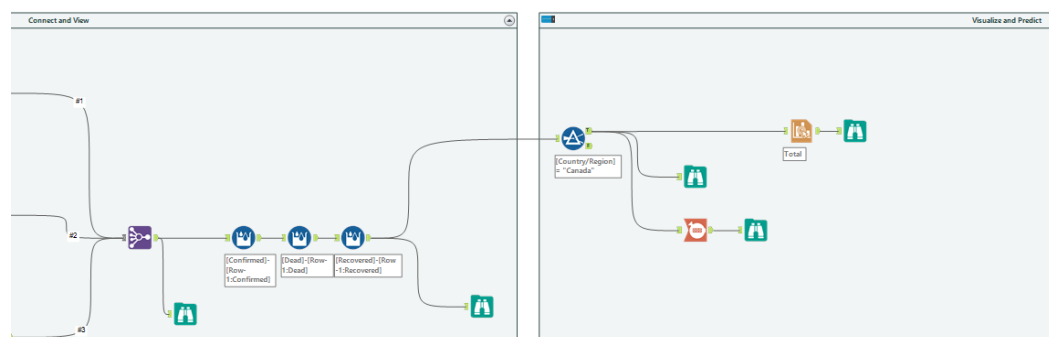 Connect and View
Visualize and Predict
#1
#2
#3
[Confirmed]-
[Row-
1:Confirmed]
[Dead]-[Row-
1:Dead]
[Recovered]-[Row
-1:Recovered]
T
F
[Country/Region]
= "Canada"
Total